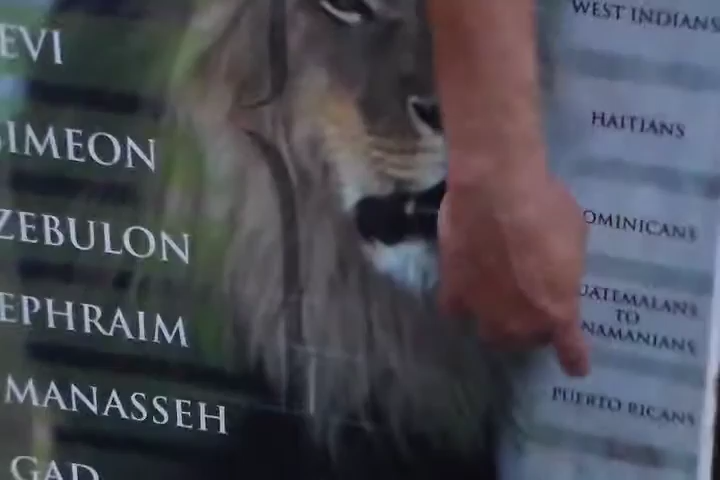 EVI
WEST INDIANS
SIMEON
HAITIANS
ZEBULON
OMINICANS
EPHRAIM
UATEMALANS
TO
NAMANIANS
MANASSEH
PUERTO RICANS
GAD